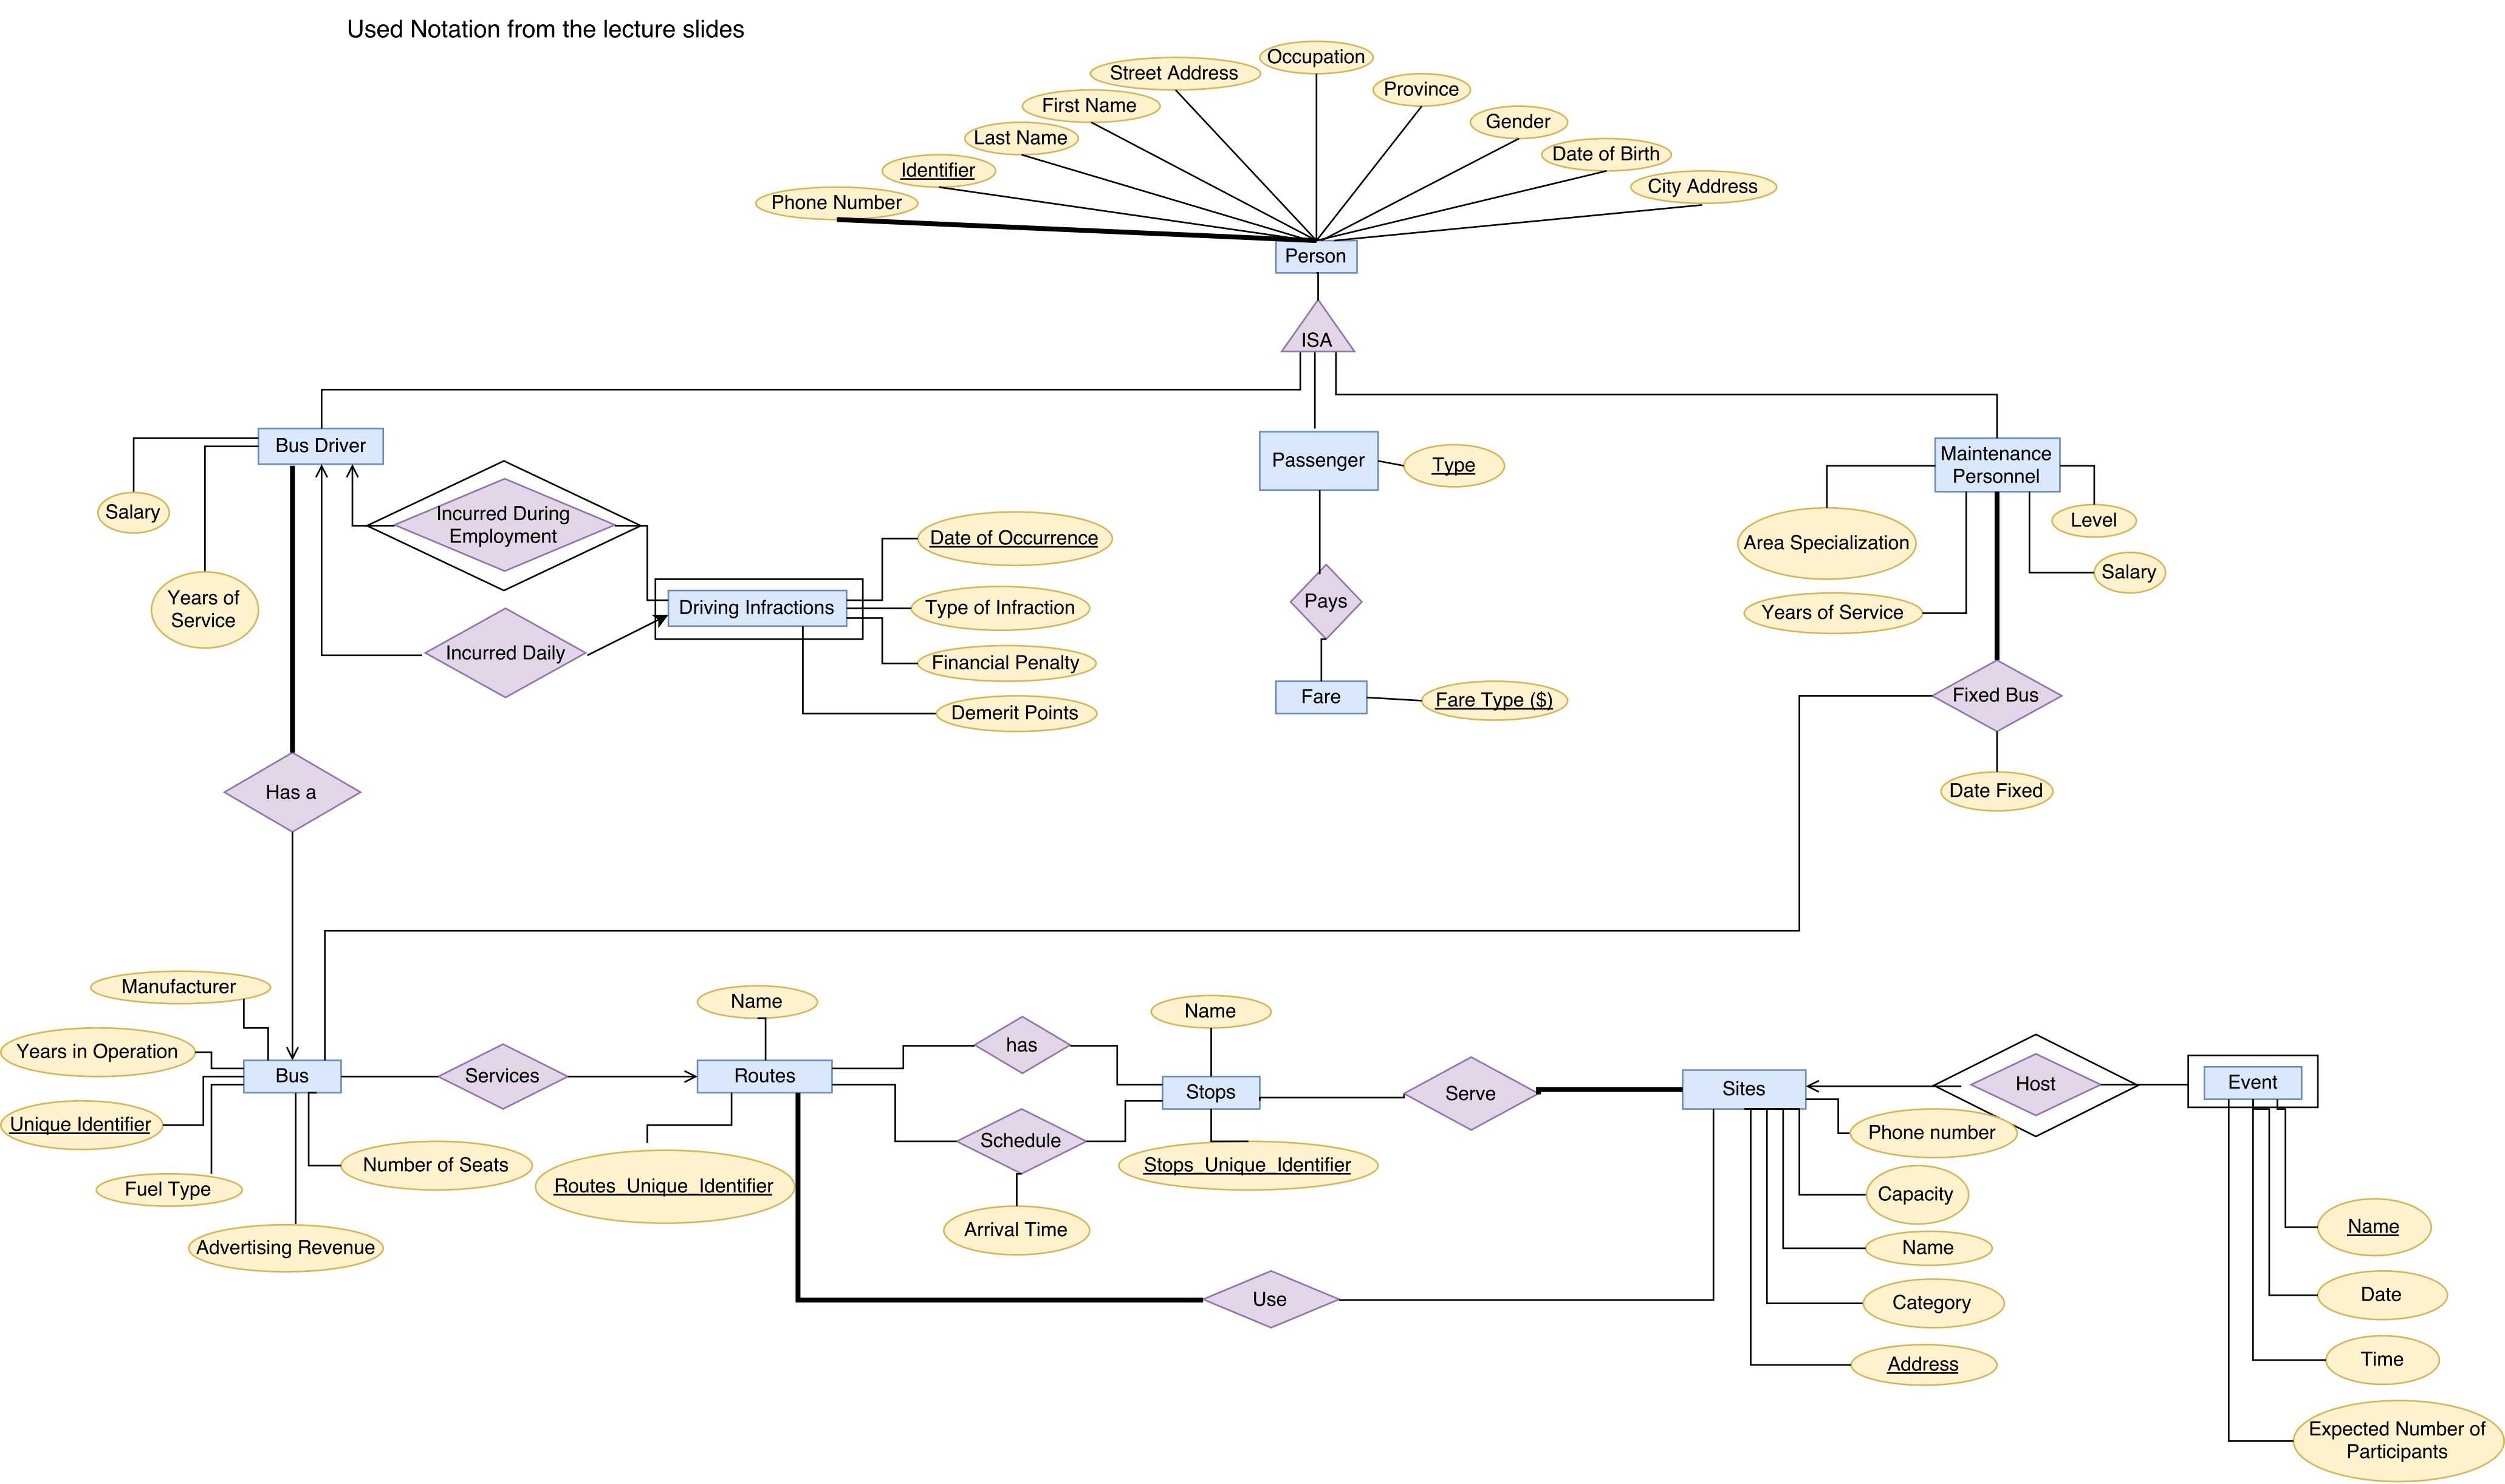 Used Notation from the lecture slides
Occupation
Street Address
Province
First Name
Gender
Last Name
Date of Birth
Identifier
City Address
Phone Number
Person
ISA
Bus Driver
Passenger
Type
Maintenance
Personnel
Salary
Incurred During
Employment
Level
Date of Occurrence
Area Specialization
Salary
Years of
Service
Driving Infractions
Type of Infraction
Pays
Years of Service
Incurred Daily
Financial Penalty
Demerit Points
Fare
Fare Type ($)
Fixed Bus
Has a
Date Fixed
Manufacturer
Name
Name
Years in Operation
has
Bus
Services
Routes
Stops
Serve
Sites
Host
Event
Unique Identifier
Phone number
Schedule
Number of Seats
Stops_Unique_Identifier
Fuel Type
Routes_Unique_Identifier
Capacity
Arrival Time
Name
Advertising Revenue
Name
Use
Category
Date
Address
Time
Expected Number of
Participants